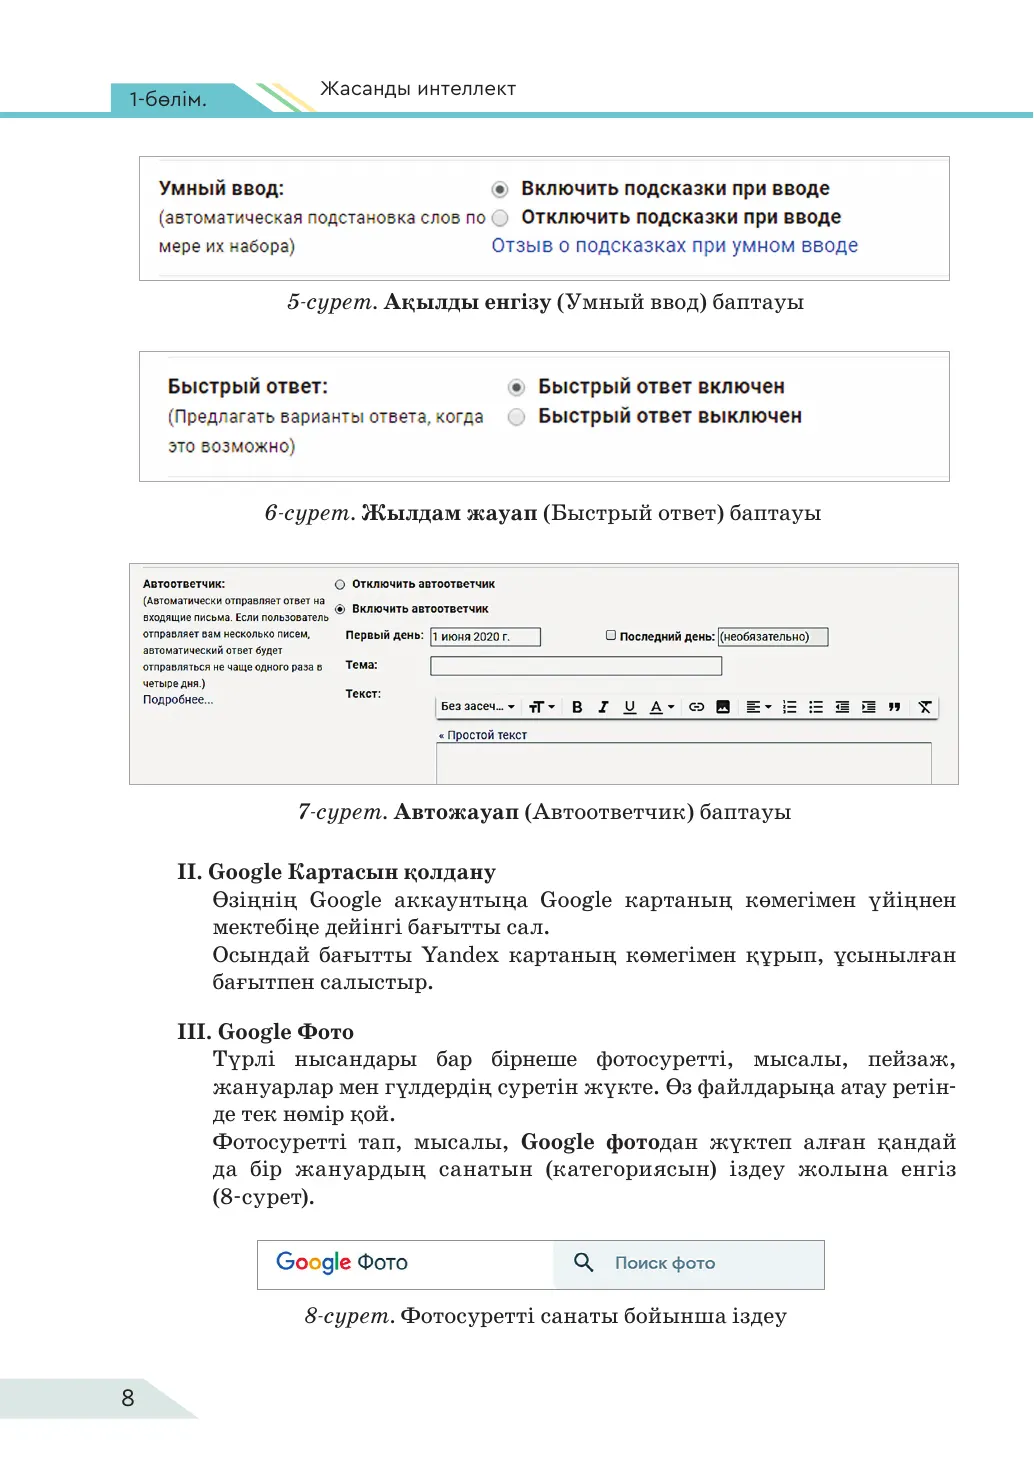 1-бөлім.
Жасанды интеллект
Умный ввод:
(автоматическая подстановка слов по
мере их набора)
Включить подсказки при вводе
Отключить подсказки при вводе
Отзыв о подсказках при умном вводе
5-сурет. Ақылды енгізу (Умный ввод) баптауы
Быстрый ответ:
(Предлагать варианты ответа, когда
это возможно)
Быстрый ответ включен
Быстрый ответ выключен
6-сурет. Жылдам жауап (Быстрый ответ) баптауы
Автоответчик:
(Автоматически отправляет ответ на
входящие письма. Если пользователь
отправляет вам несколько писем,
автоматический ответ будет
отправляться не чаще одного раза в
четыре дня.)
Подробнее...
Отключить автоответчик
Включить автоответчик
Первый день: 1 июня 2020 г. Последний день: (необязательно)
Тема:
Текст:
Без засеч... тТ B I U A
« Простой текст
7-сурет. Автожауап (Автоответчик) баптауы
II. Google Картасын қолдану
Өзіңнің Google аккаунтыңа Google картаның көмегімен үйіңнен
мектебіңе дейінгі бағытты сал.
Осындай бағытты Yandex картаның көмегімен құрып, ұсынылған
бағытпен салыстыр.
III. Google Фото
Түрлі нысандары бар бірнеше фотосуретті, мысалы, пейзаж,
жануарлар мен гүлдердің суретін жүкте. Өз файлдарыңа атау ретін-
де тек нөмір қой.
Фотосуретті тап, мысалы, Google фотодан жүктеп алған қандай
да бір жануардың санатын (категориясын) іздеу жолына енгіз
(8-сурет).
Google Фото Поиск фото
8-сурет. Фотосуретті санаты бойынша іздеу
8